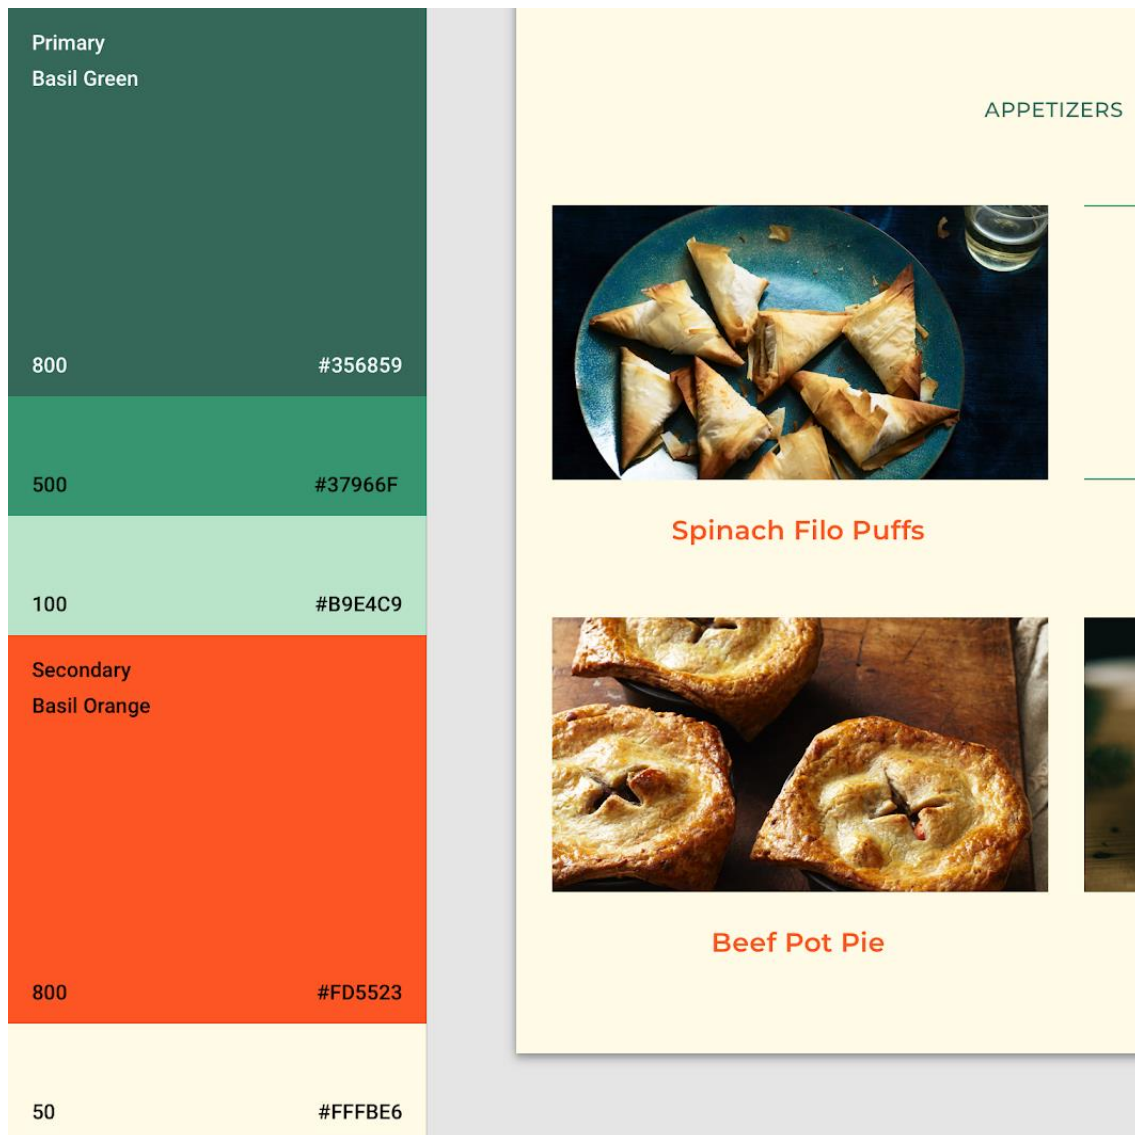 Primary
Basil Green
800 #356859
500 #37966F
100 #B9E4C9
Secondary
Basil Orange
800 #FD5523
50 #FFFBE6
APPETIZERS
Spinach Filo Puffs
Beef Pot Pie